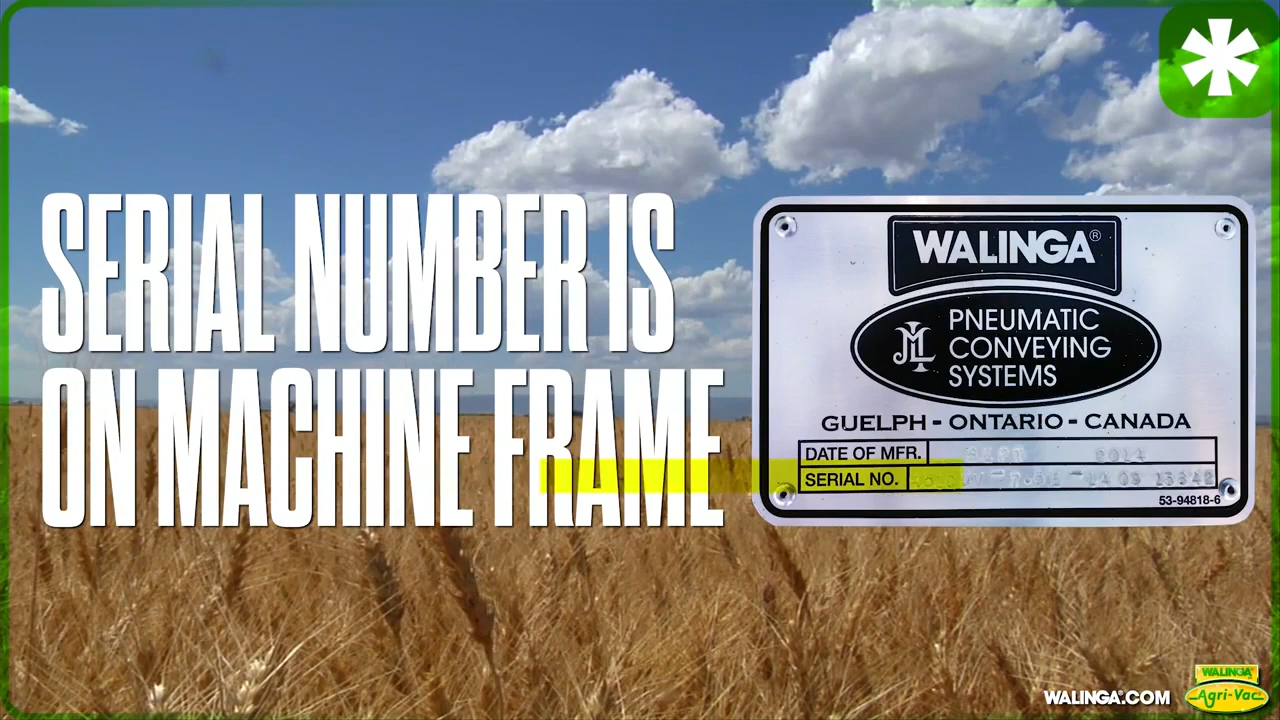 SERIAL NUMBER IS
ON MACHINE FRAME
WALINGA®
PNEUMATIC
CONVEYING
SYSTEMS
GUELPH - ONTARIO - CANADA
DATE OF MFR. SEPT 2014
SERIAL NO.
53-94818-6
WALINGA.COM
WALINGA
Agri-Vac